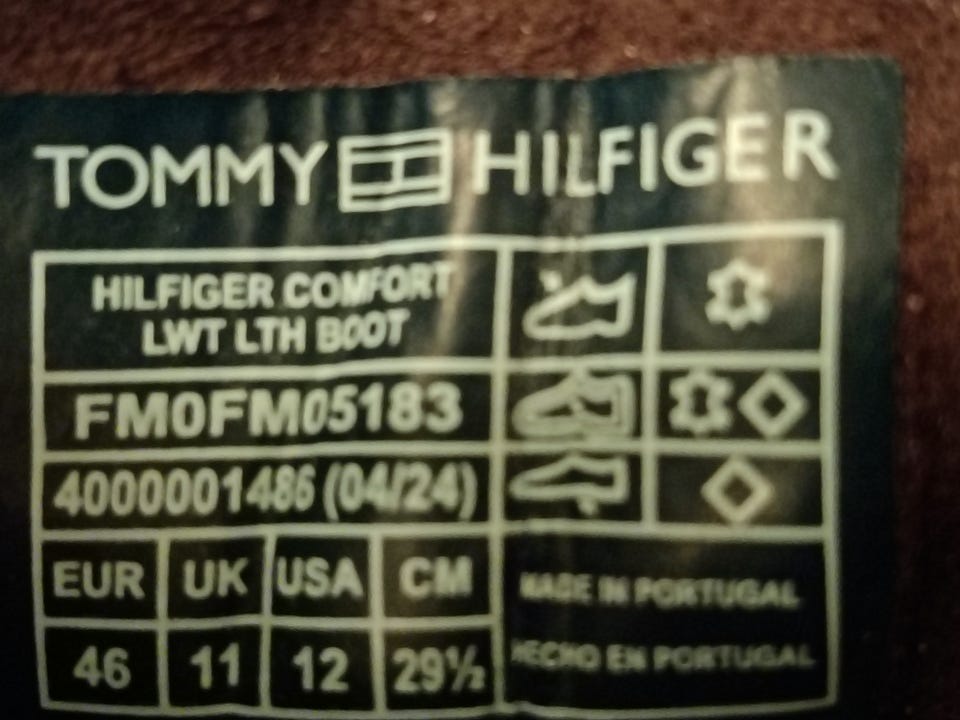 TOMMY HILFIGER
HILFIGER COMFORT
LWT LTH BOOT
FM0FM05183
4000001486 (04/24)
EUR UK USA CM
46 11 12 29½
MADE IN PORTUGAL
HECHO EN PORTUGAL